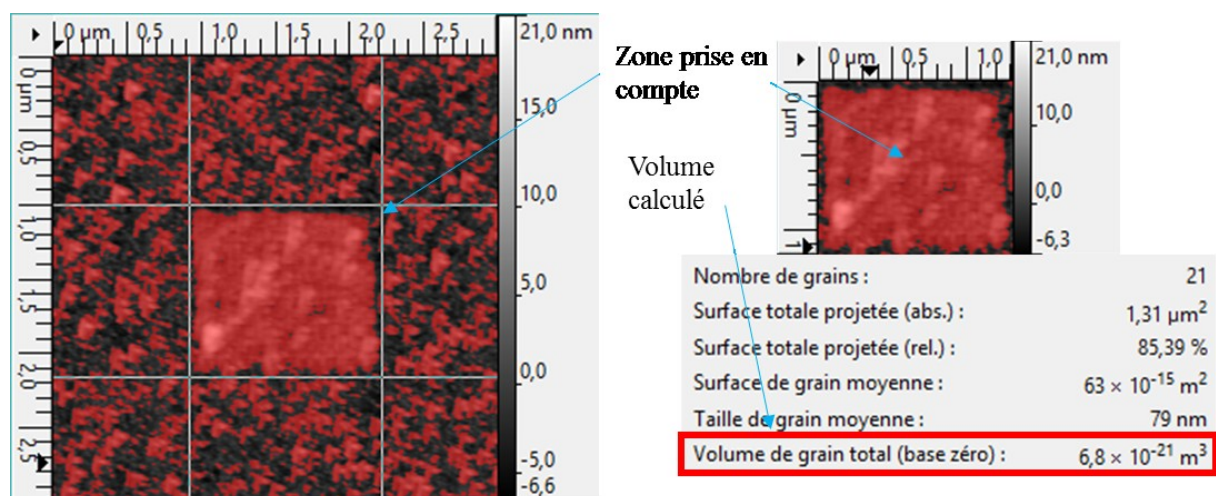 0 µm 0,5 1,0 1,5 2,0 2,5
21,0 nm
15,0
10,0
5,0
0,0
-5,0
-6,6
0 µm
0,5
1,0
1,5
2,0
2,5
Zone prise en
compte
Volume
calculé
0 µm 0,5 1,0
21,0 nm
10,0
0,0
-6,3
0 µm
1
Nombre de grains : 21
Surface totale projetée (abs.) : 1,31 µm²
Surface totale projetée (rel.) : 85,39 %
Surface de grain moyenne : 63 × 10⁻¹⁵ m²
Taille de grain moyenne : 79 nm
Volume de grain total (base zéro) : 6,8 × 10⁻²¹ m³